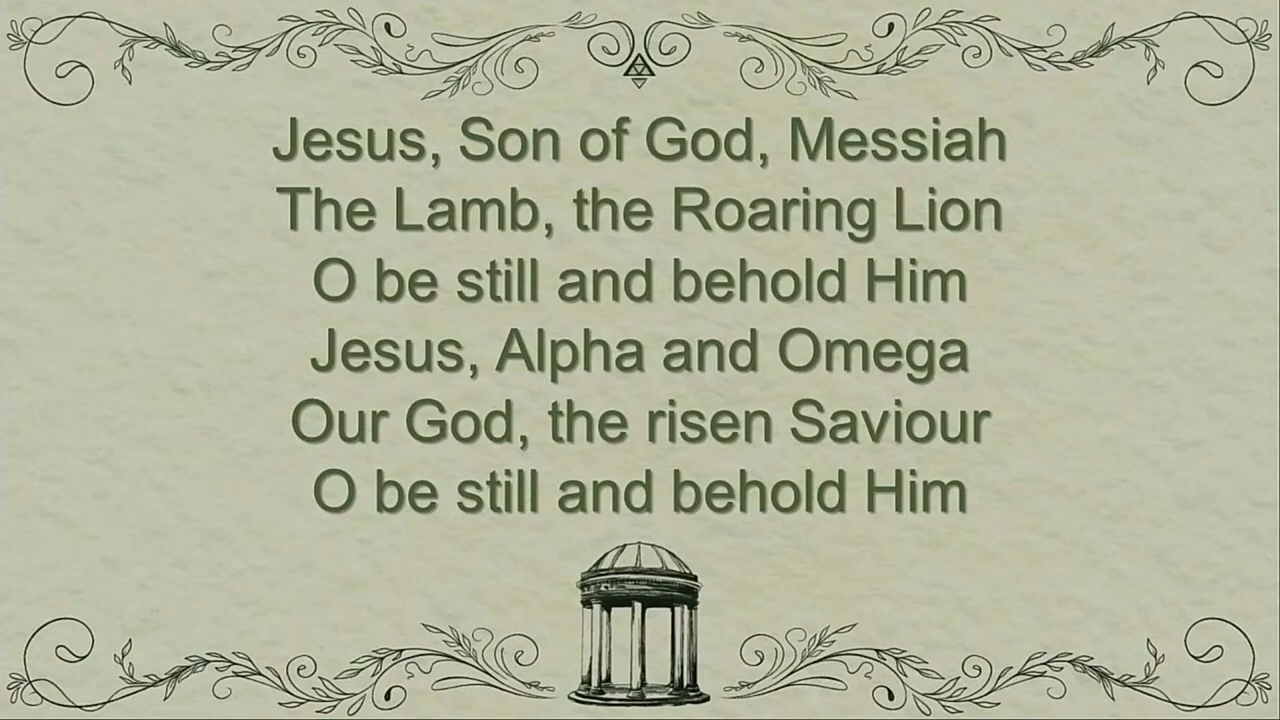 Jesus, Son of God, Messiah
The Lamb, the Roaring Lion
O be still and behold Him
Jesus, Alpha and Omega
Our God, the risen Saviour
O be still and behold Him